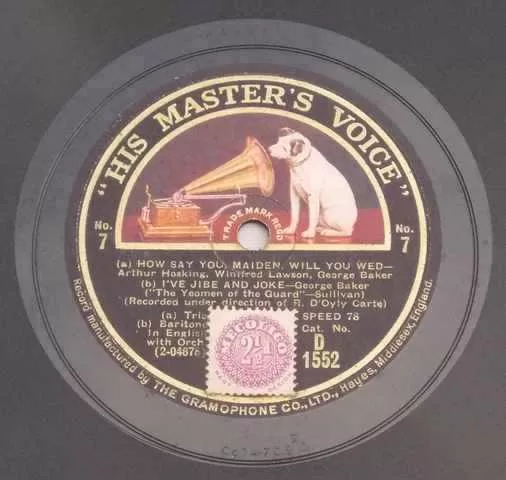 "HIS MASTER'S VOICE"
TRADE MARK REGD
No. 7
No. 7
(a) HOW SAY YOU, MAIDEN, WILL YOU WED—
Arthur Hosking, Winifred Lawson, George Baker
(b) I'VE JIBE AND JOKE—George Baker
("The Yeomen of the Guard"—Sullivan)
(Recorded under direction of R. D'Oyly Carte)
(a) Trio SPEED 78
(b) Baritone Cat. No.
In English D
with Orch 1552
(2-0487
2½
Record manufactured by THE GRAMOPHONE CO., LTD., Hayes, Middlesex, England.